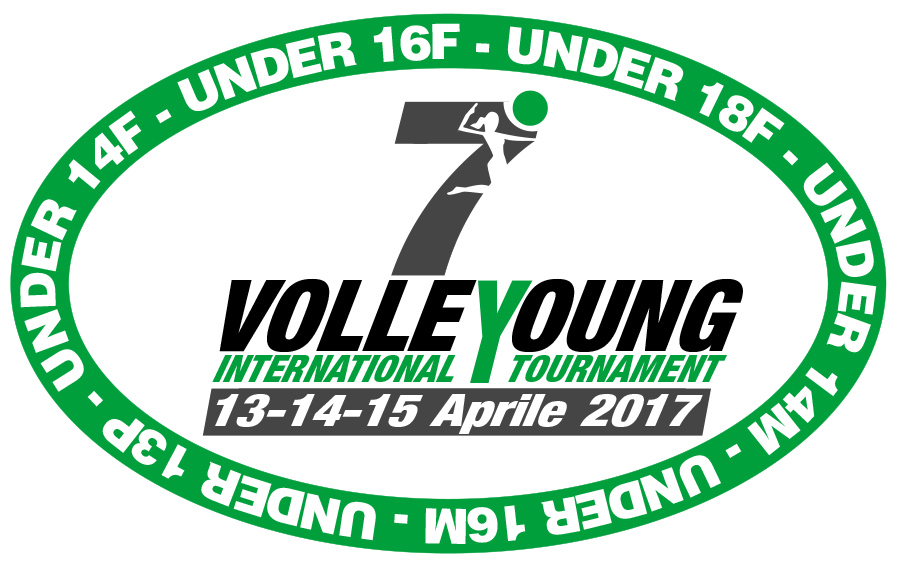 UNDER 13P - UNDER 14F - UNDER 16F - UNDER 18F - UNDER 14M - UNDER 16M -
7°
VOLLEYOUNG
INTERNATIONAL TOURNAMENT
13-14-15 Aprile 2017